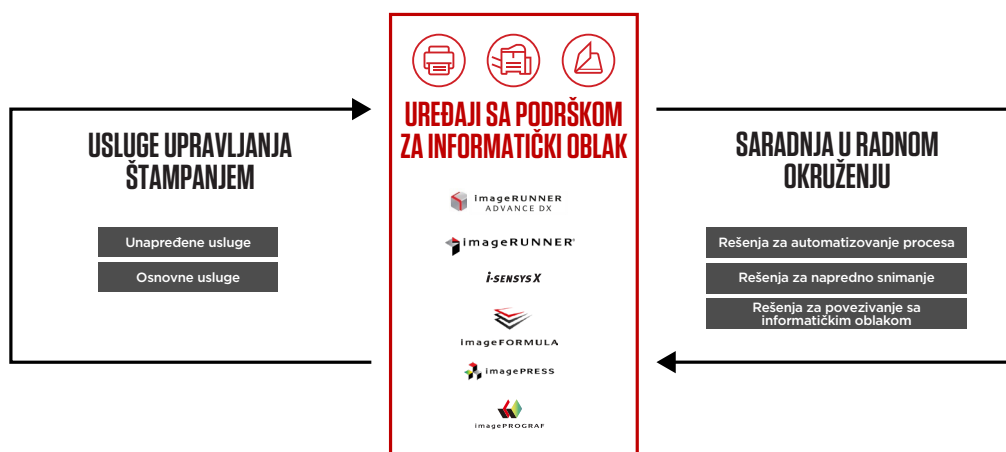 USLUGE UPRAVLJANJA
ŠTAMPANJEM
Unapređene usluge
Osnovne usluge
UREĐAJI SA PODRŠKOM
ZA INFORMATIČKI OBLAK
imageRUNNER
ADVANCE DX
imageRUNNER
i-SENSYS X
imageFORMULA
imagePRESS
imagePROGRAF
SARADNJA U RADNOM
OKRUŽENJU
Rešenja za automatizovanje procesa
Rešenja za napredno snimanje
Rešenja za povezivanje sa
informatičkim oblakom